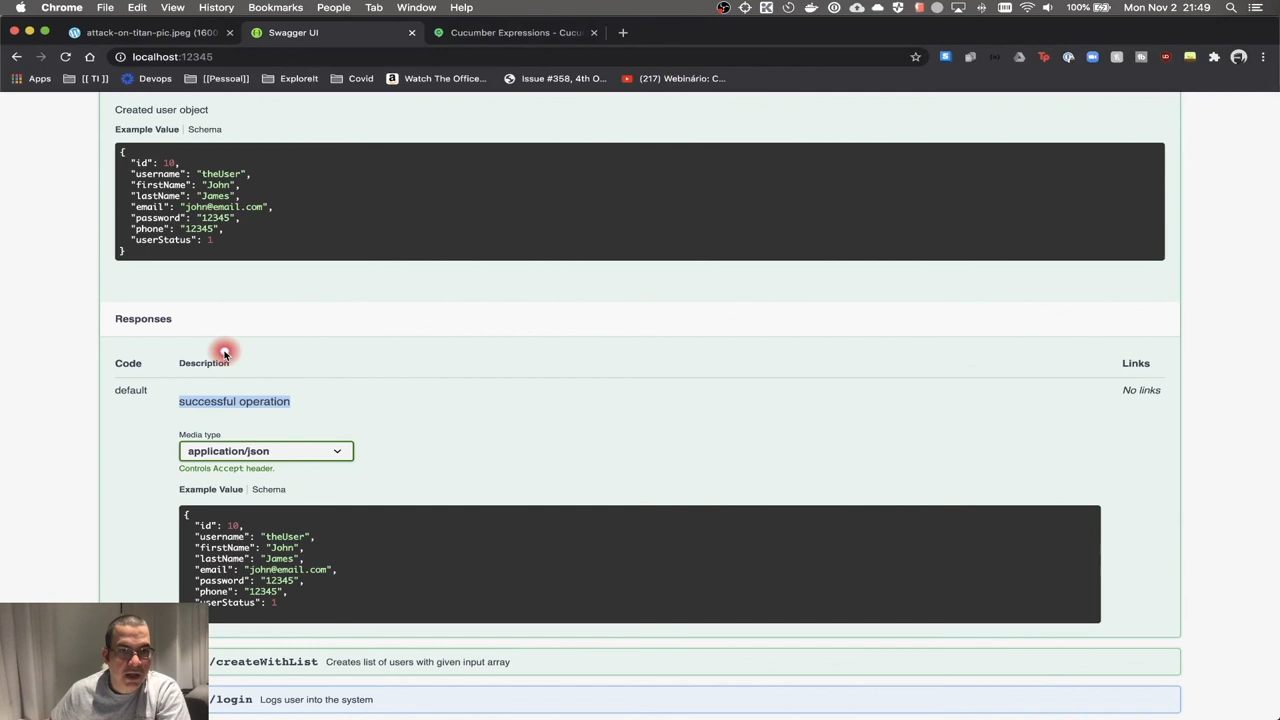 Chrome File Edit View History Bookmarks People Tab Window Help 100% Mon Nov 2 21:49
attack-on-titan-pic.jpeg (1600 Swagger UI Cucumber Expressions - Cucu
localhost:12345
Apps [[ TI ]] Devops [[Pessoal]] ExploreIt Covid Watch The Office... Issue #358, 4th O... (217) Webinário: C...
Created user object
Example Value Schema
{
"id": 10,
"username": "theUser",
"firstName": "John",
"lastName": "James",
"email": "john@email.com",
"password": "12345",
"phone": "12345",
"userStatus": 1
}
Responses
Code Description Links
default No links
successful operation
Media type
application/json
Controls Accept header.
Example Value Schema
{
"id": 10,
"username": "theUser",
"firstName": "John",
"lastName": "James",
"email": "john@email.com",
"password": "12345",
"phone": "12345",
"userStatus": 1
/createWithList Creates list of users with given input array
/login Logs user into the system